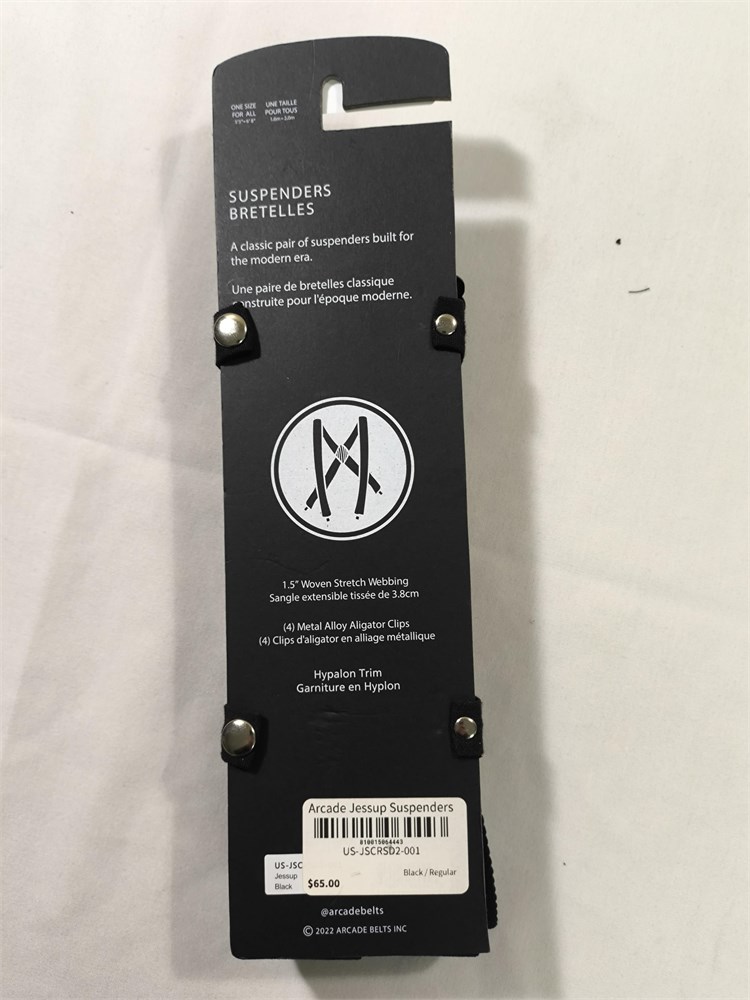 ONE SIZE
FOR ALL
UNE TAILLE
POUR TOUS
SUSPENDERS
BRETELLES
A classic pair of suspenders built for
the modern era.
Une paire de bretelles classique
construite pour l'époque moderne.
1.5" Woven Stretch Webbing
Sangle extensible tissée de 3.8cm
(4) Metal Alloy Aligator Clips
(4) Clips d'aligator en alliage métallique
Hypalon Trim
Garniture en Hyplon
Arcade Jessup Suspenders
810015064443
US-JSCRSD2-001
Black / Regular
$65.00
US-JSC
Jessup
Black
@arcadebelts
© 2022 ARCADE BELTS INC